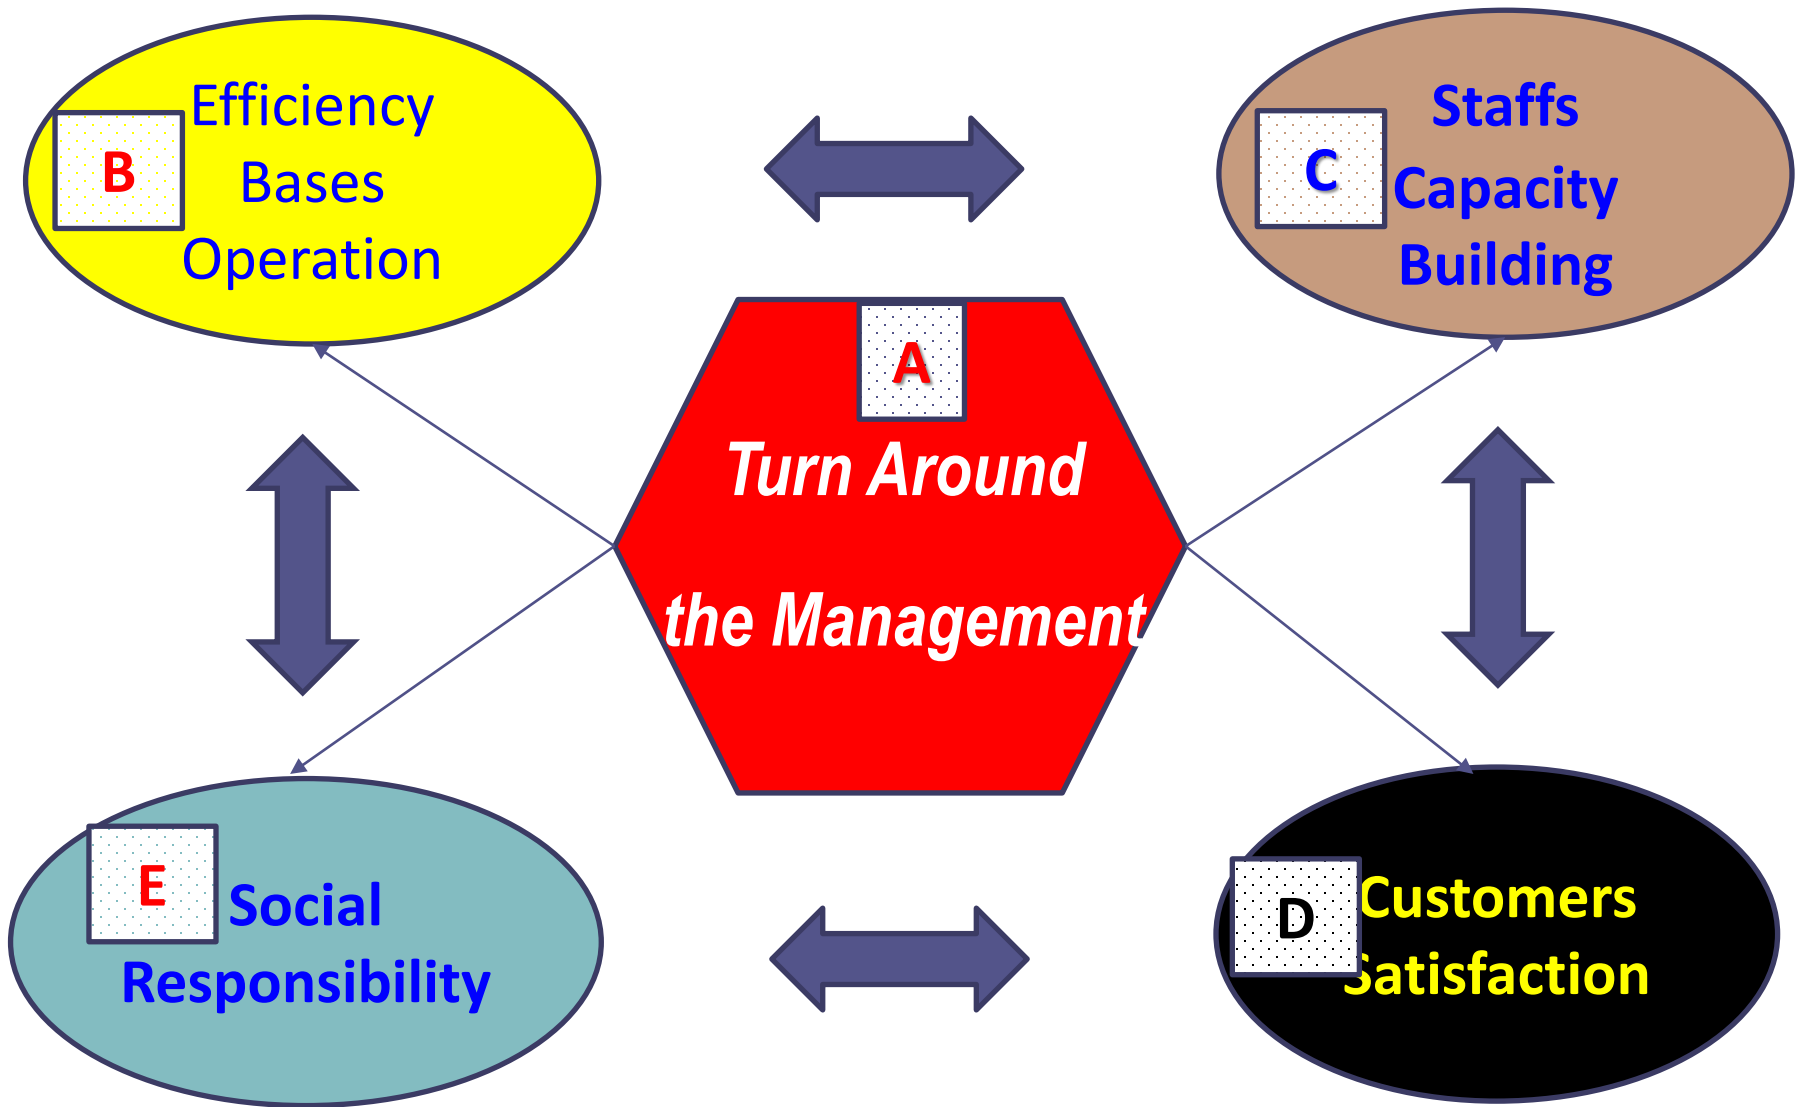 B
Efficiency
Bases
Operation
C
Staffs
Capacity
Building
A
Turn Around
the Management
E
Social
Responsibility
D
Customers
Satisfaction